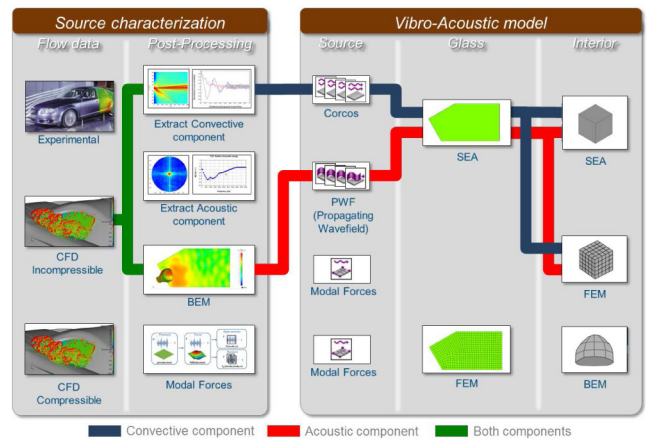 Source characterization
Vibro-Acoustic model
Flow data
Post-Processing
Source
Glass
Interior
Experimental
Extract Convective
component
Corcos
SEA
SEA
Extract Acoustic
component
PWF
(Propagating
Wavefield)
CFD
Incompressible
BEM
Modal Forces
FEM
CFD
Compressible
Modal Forces
Modal Forces
FEM
BEM
Convective component
Acoustic component
Both components